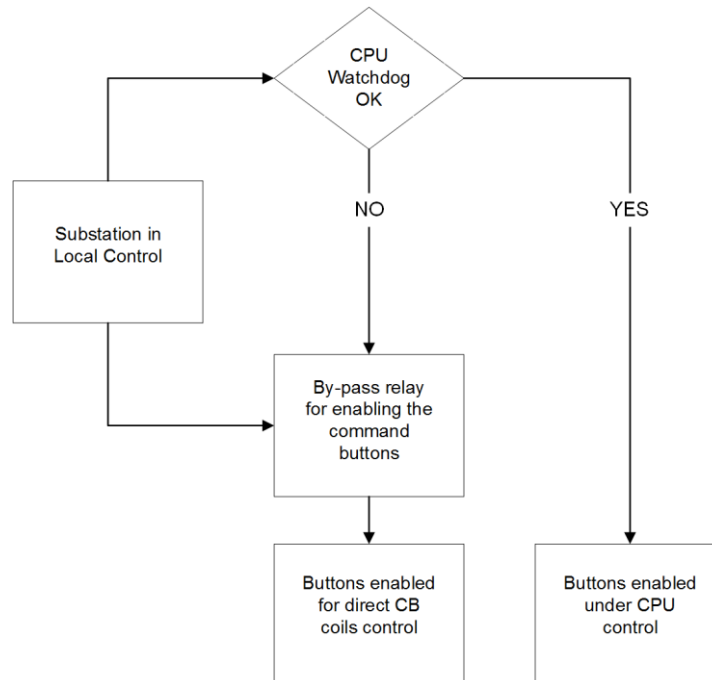 CPU
Watchdog
OK
NO
YES
Substation in
Local Control
By-pass relay
for enabling the
command
buttons
Buttons enabled
for direct CB
coils control
Buttons enabled
under CPU
control